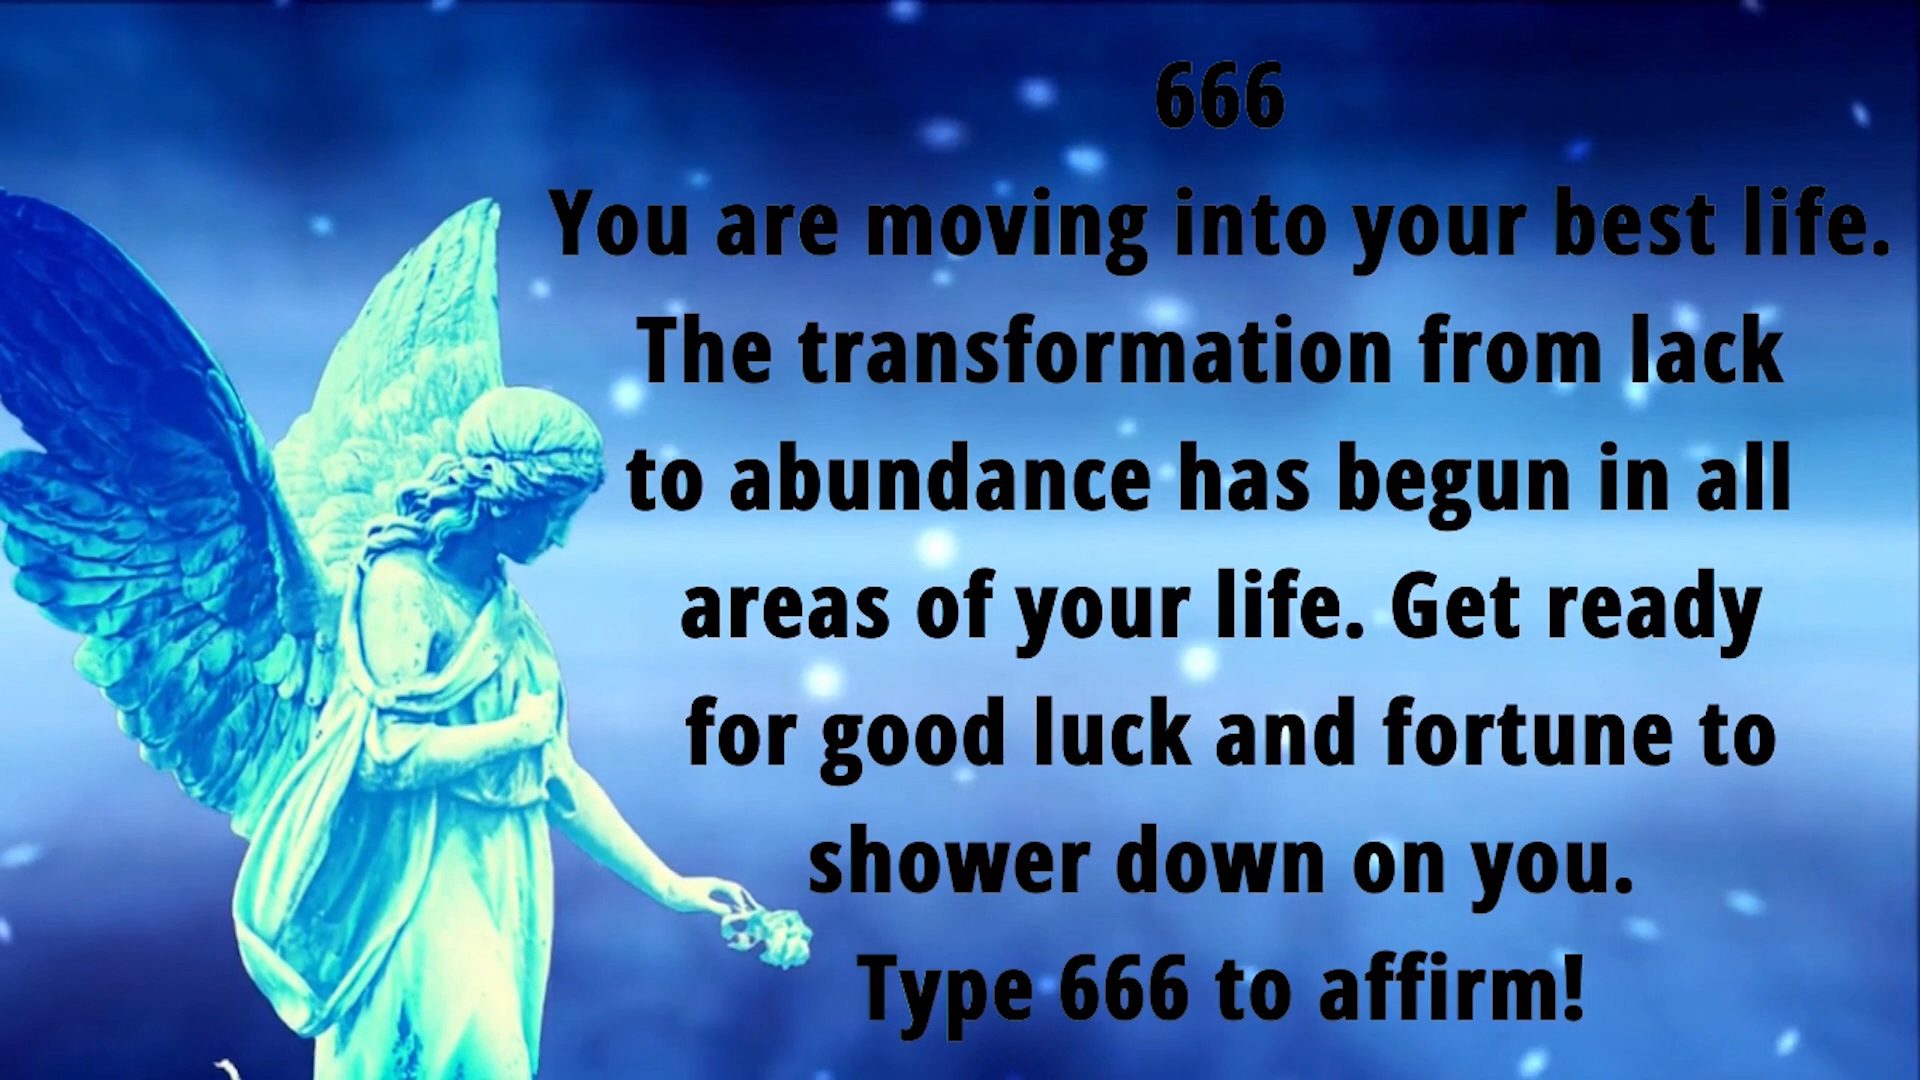 666
You are moving into your best life.
The transformation from lack
to abundance has begun in all
areas of your life. Get ready
for good luck and fortune to
shower down on you.
Type 666 to affirm!